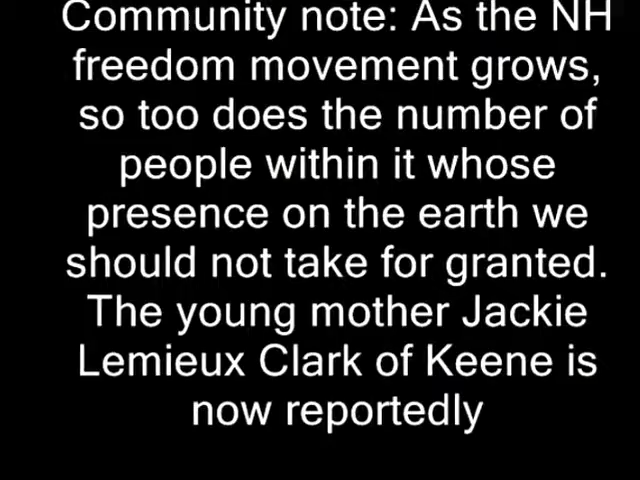 Community note: As the NH
freedom movement grows,
so too does the number of
people within it whose
presence on the earth we
should not take for granted.
The young mother Jackie
Lemieux Clark of Keene is
now reportedly